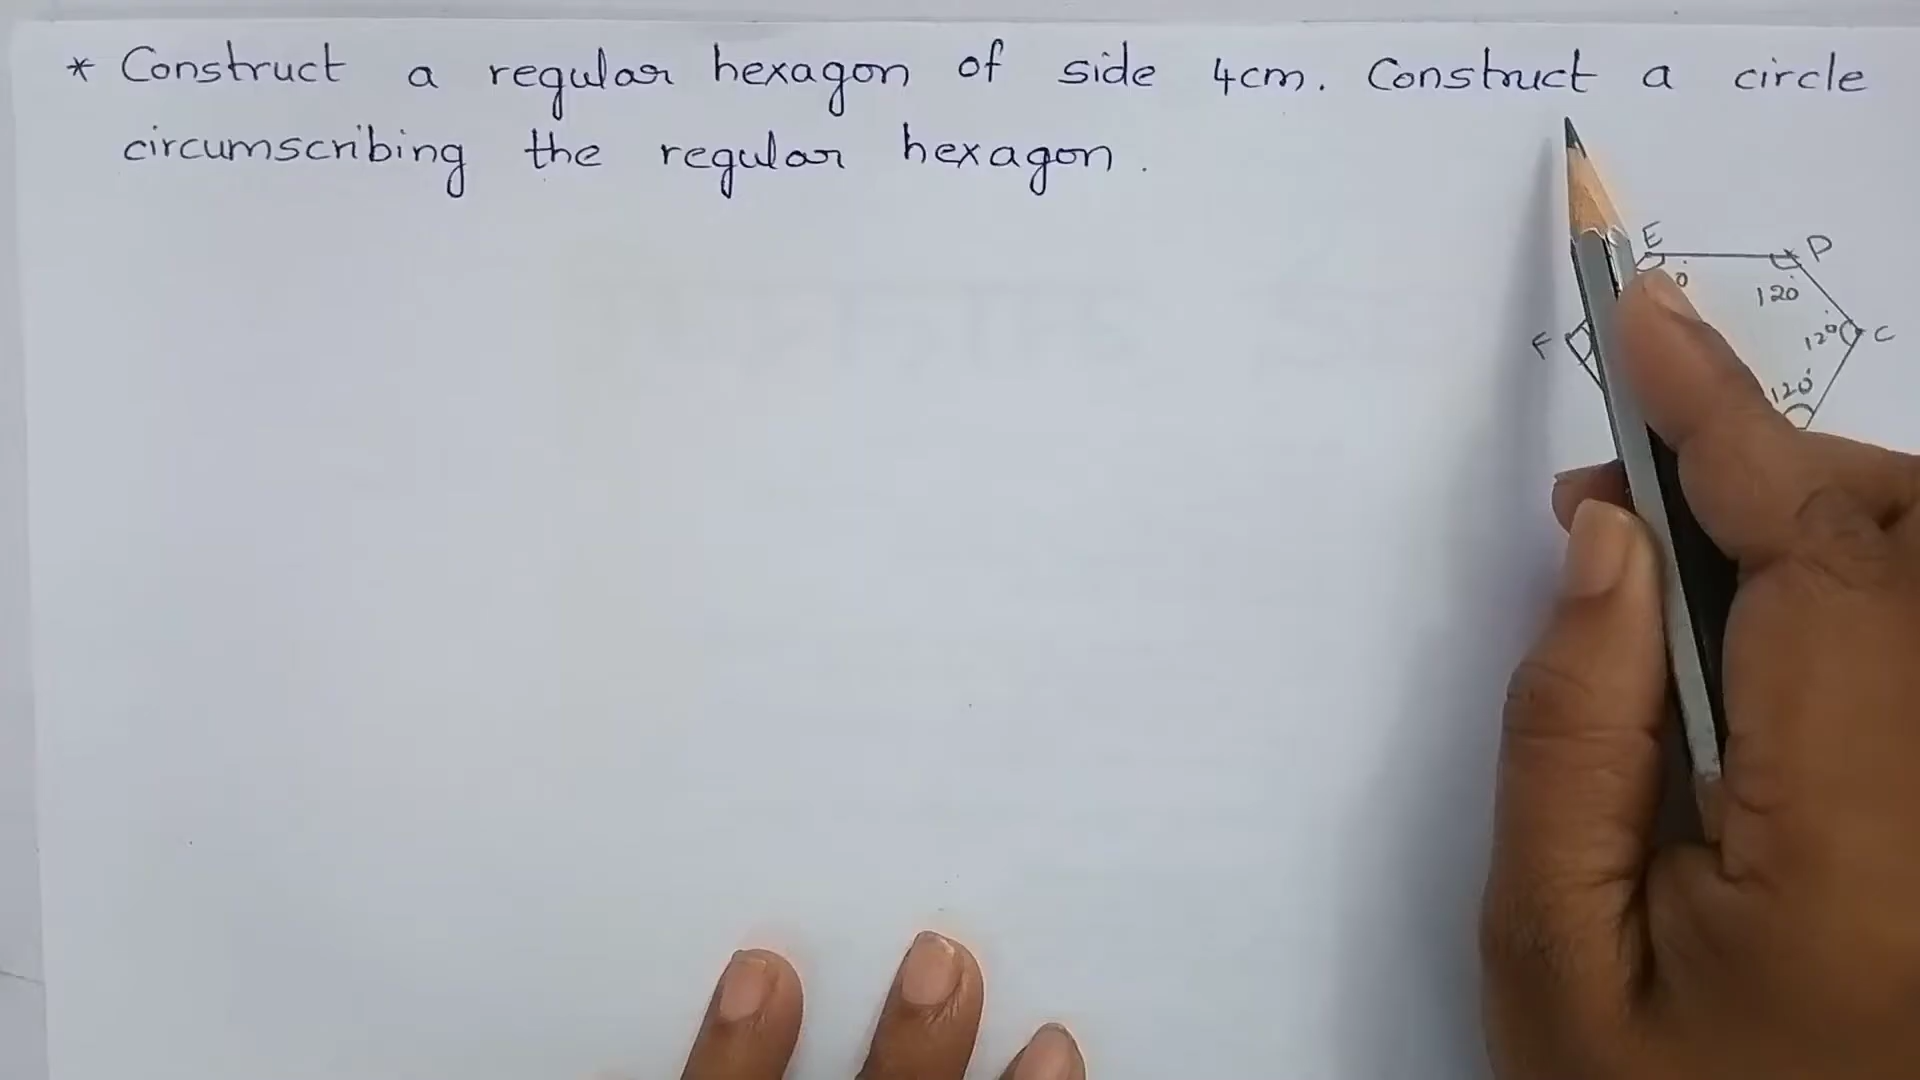 * Construct a regular hexagon of side 4cm. Construct a circle
circumscribing the regular hexagon.
E D
120°
F 120° C
120°